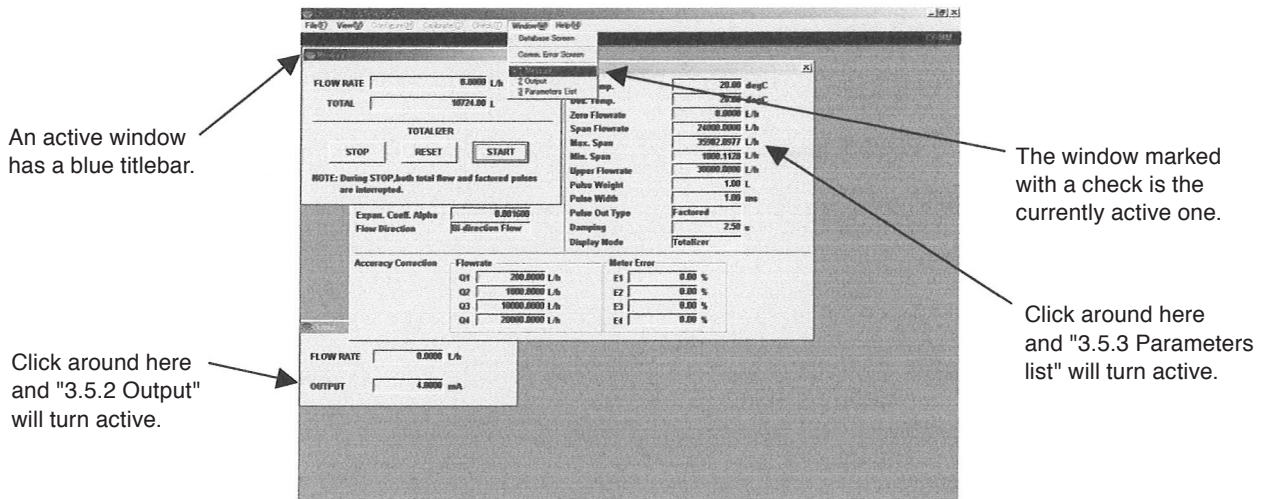 File(F) View(V) Configure(S) Calibrate(C) Check(T) Window(W) Help(H)
Database Screen
Comm. Error Screen
2 Output
3 Parameters List
FLOW RATE 0.0000 L/h
TOTAL 10724.00 L
TOTALIZER
STOP RESET START
NOTE: During STOP,both total flow and factored pulses
are interrupted.
20.00 degC
Temp. 20.00 degC
Zero Flowrate 0.0000 L/h
Span Flowrate 24000.0000 L/h
Max. Span 35902.8977 L/h
Min. Span 1000.1128 L/h
Upper Flowrate 30000.0000 L/h
Pulse Weight 1.00 L
Pulse Width 1.00 ms
Pulse Out Type Factored
Damping 2.50 s
Display Mode Totalizer
Expan. Coeff. Alpha 0.001600
Flow Direction Bi-direction Flow
Accuracy Correction Flowrate Meter Error
Q1 200.0000 L/h E1 0.00 %
Q2 1000.0000 L/h E2 0.00 %
Q3 10000.0000 L/h E3 0.00 %
Q4 20000.0000 L/h E4 0.00 %
FLOW RATE 0.0000 L/h
OUTPUT 4.0000 mA
An active window
has a blue titlebar.
Click around here
and "3.5.2 Output"
will turn active.
The window marked
with a check is the
currently active one.
Click around here
and "3.5.3 Parameters
list" will turn active.